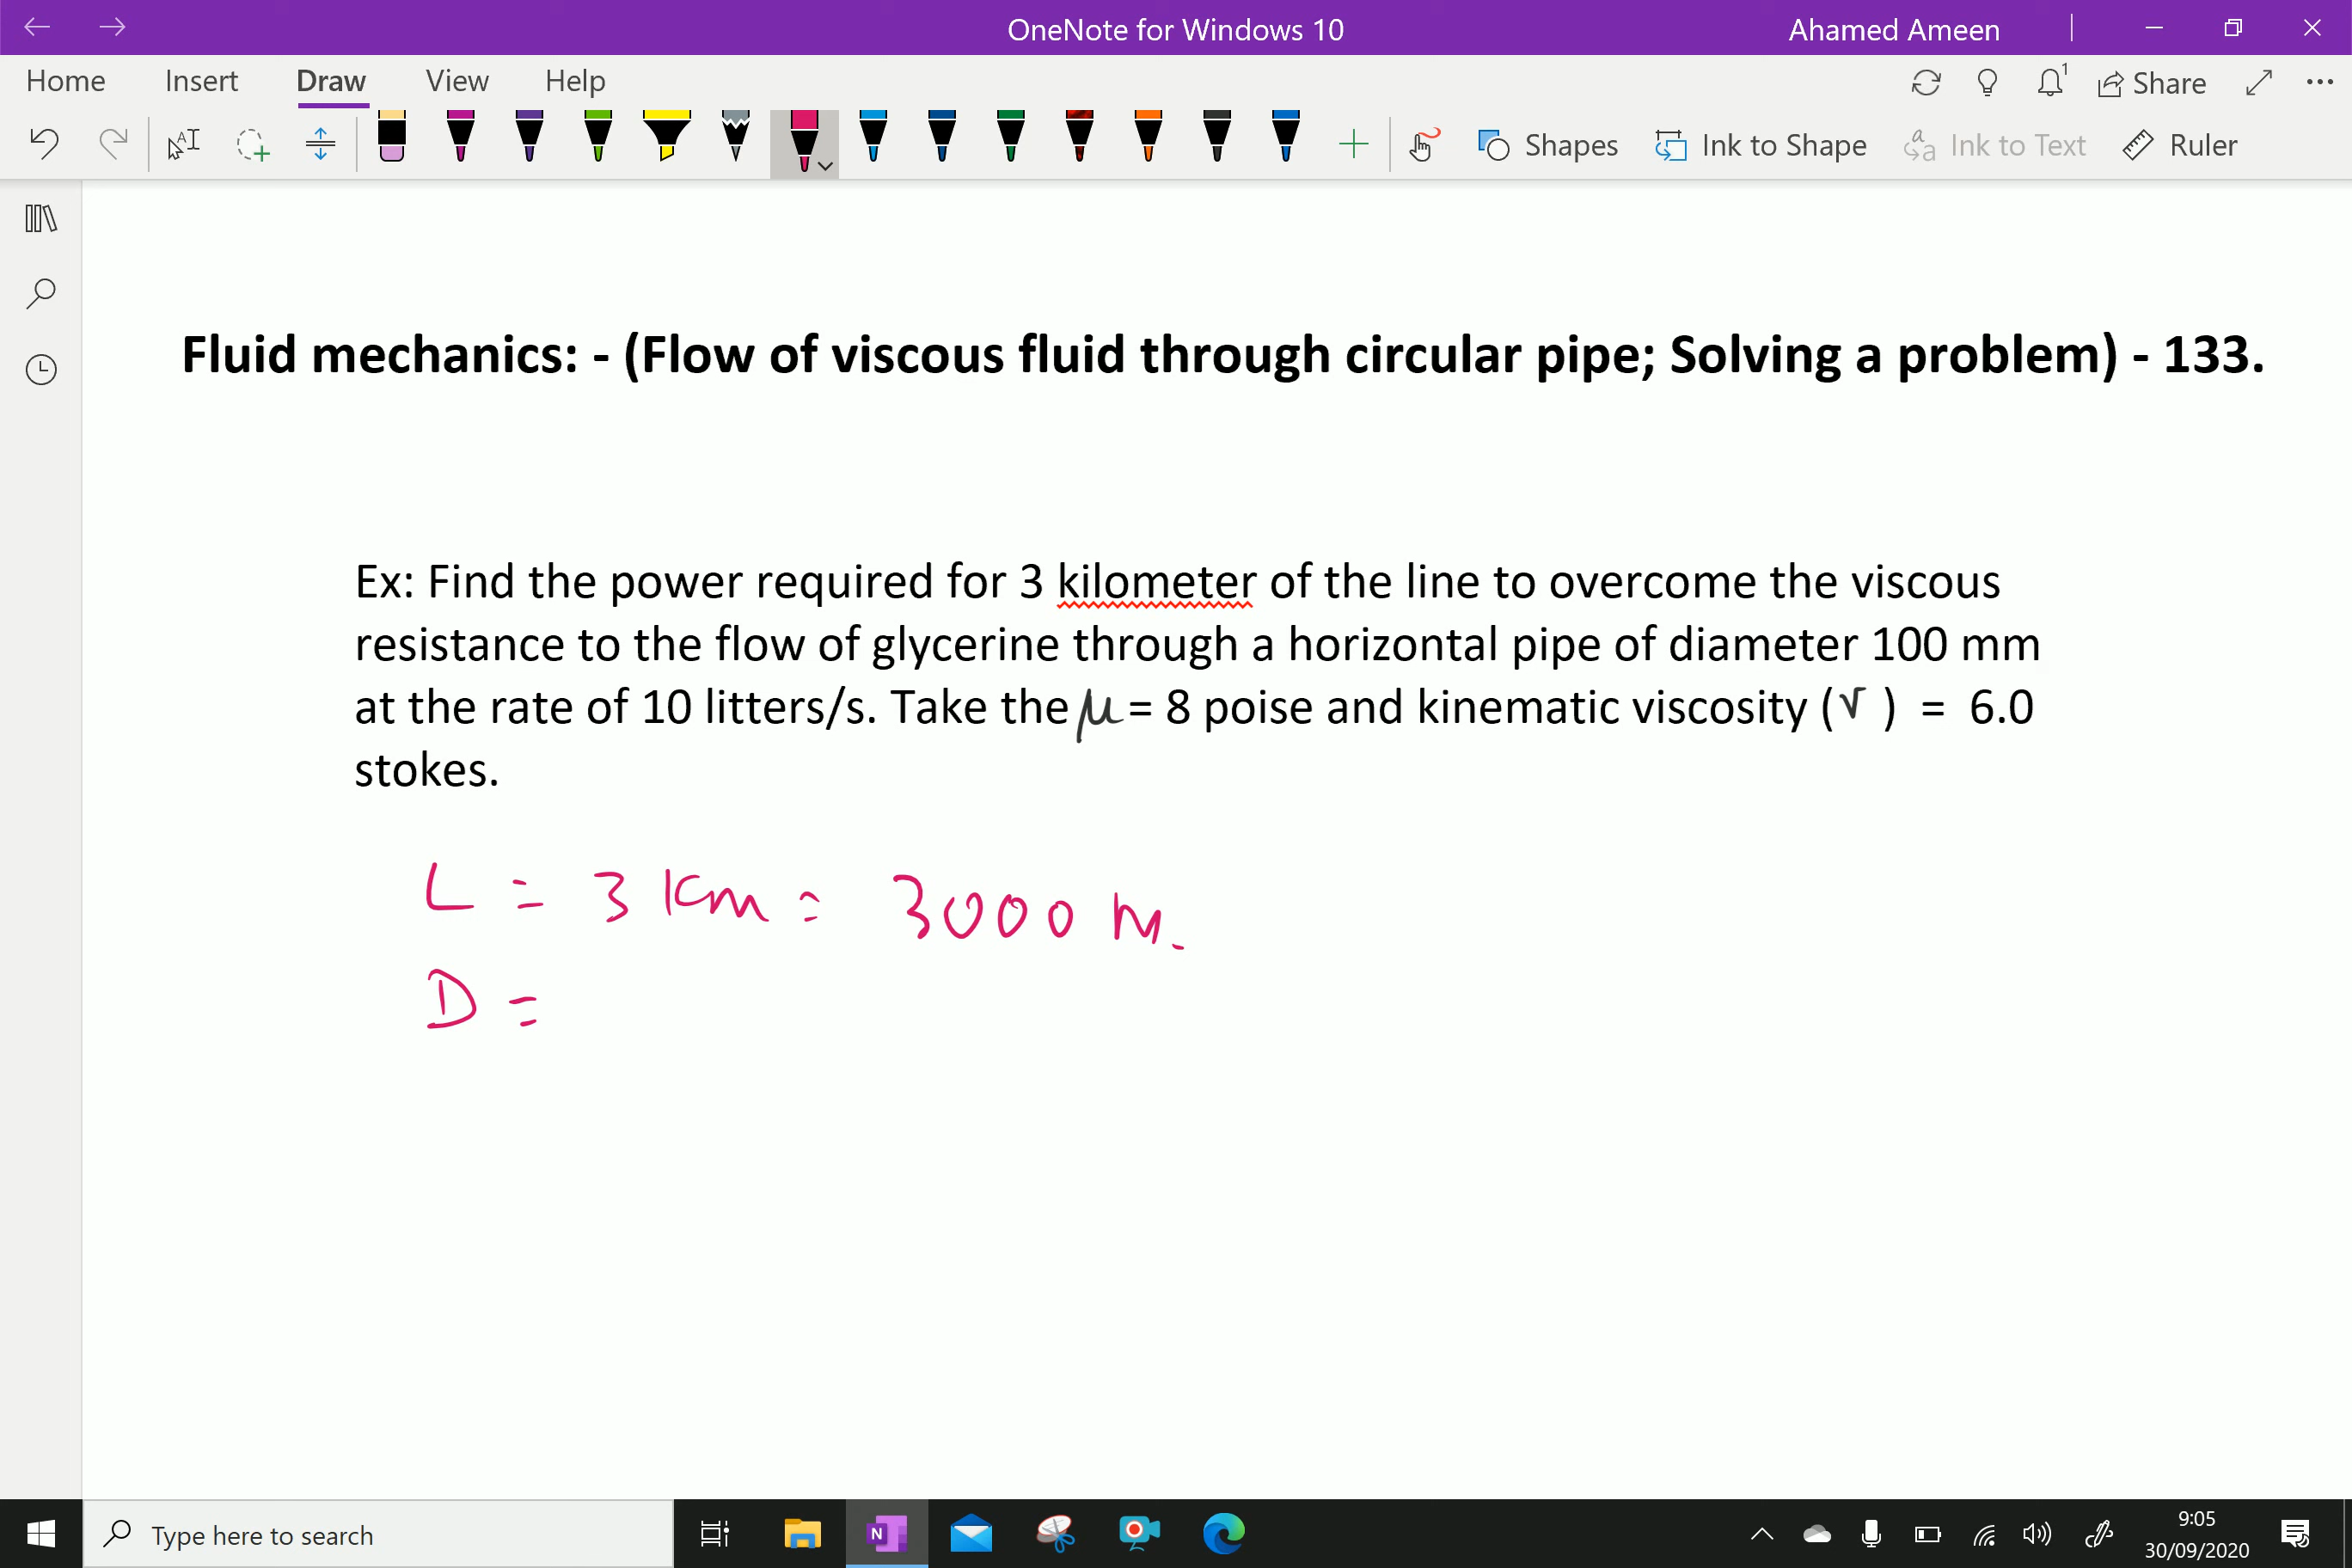 OneNote for Windows 10
Ahamed Ameen
Home Insert Draw View Help
1
Share
Shapes
Ink to Shape
Ink to Text
Ruler
Fluid mechanics: - (Flow of viscous fluid through circular pipe; Solving a problem) - 133.
Ex: Find the power required for 3 kilometer of the line to overcome the viscous
resistance to the flow of glycerine through a horizontal pipe of diameter 100 mm
at the rate of 10 litters/s. Take the μ = 8 poise and kinematic viscosity (√ ) = 6.0
stokes.
L = 3 Km = 3000 m.
D =
Type here to search
9:05
30/09/2020